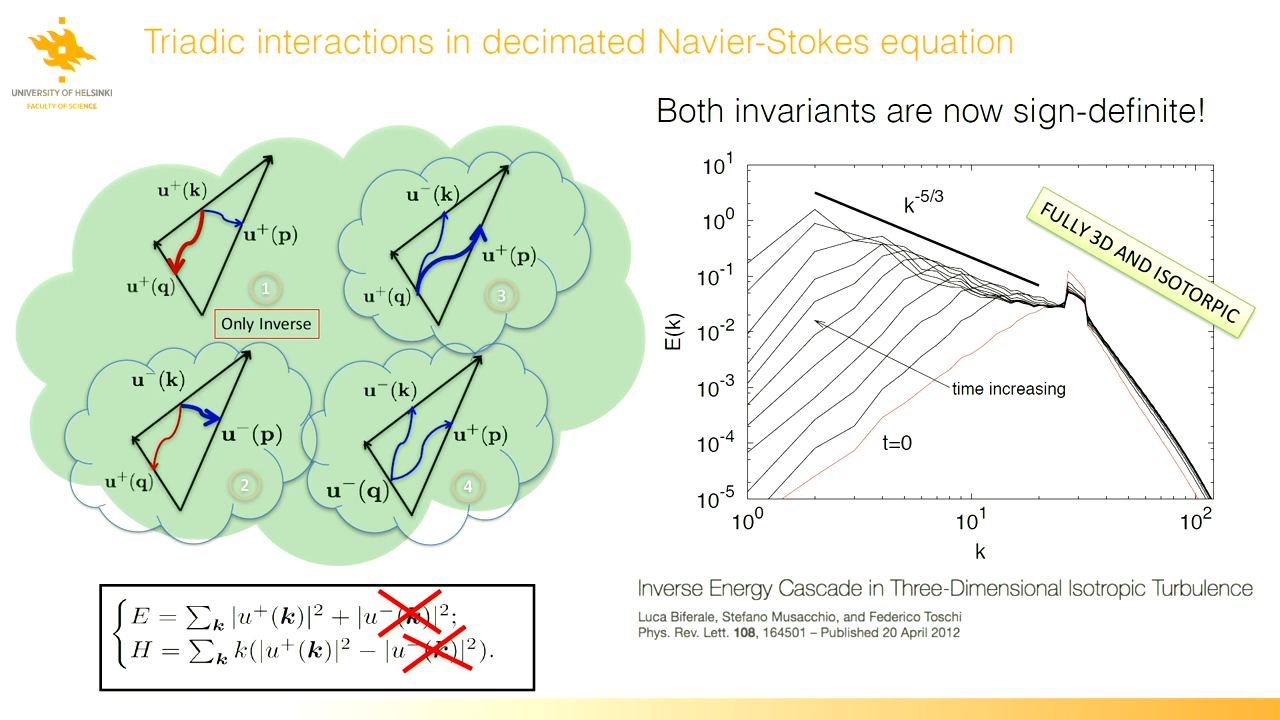 UNIVERSITY OF HELSINKI
FACULTY OF SCIENCE
Triadic interactions in decimated Navier-Stokes equation
Both invariants are now sign-definite!
u⁺(k)
u⁺(p)
u⁺(q)
1
Only Inverse
u⁻(k)
u⁺(p)
u⁺(q)
3
u⁻(k)
u⁻(p)
u⁺(q)
2
u⁻(k)
u⁺(p)
u⁻(q)
4
E = ∑ₖ |u⁺(k)|² + |u⁻(k)|²;
H = ∑ₖ k(|u⁺(k)|² − |u⁻(k)|²).
10¹
10⁰
10⁻¹
10⁻²
10⁻³
10⁻⁴
10⁻⁵
E(k)
k⁻⁵/³
FULLY 3D AND ISOTORPIC
time increasing
t=0
10⁰ 10¹ 10²
k
Inverse Energy Cascade in Three-Dimensional Isotropic Turbulence
Luca Biferale, Stefano Musacchio, and Federico Toschi
Phys. Rev. Lett. 108, 164501 – Published 20 April 2012